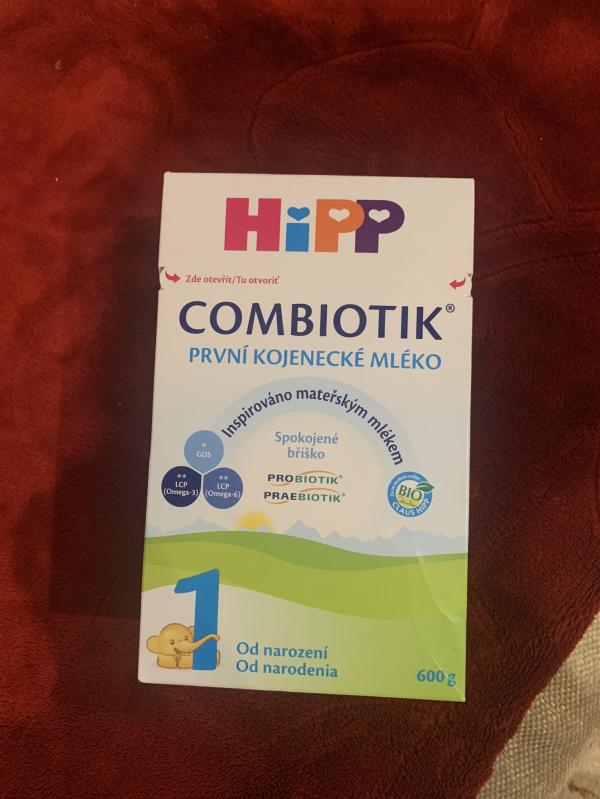 HiPP
Zde otevřít/Tu otvoriť
COMBIOTIK®
PRVNÍ KOJENECKÉ MLÉKO
Inspirováno mateřským mlékem
Spokojené
bříško
*
GOS
**
LCP
(Omega-3)
**
LCP
(Omega-6)
PROBIOTIK®
PRAEBIOTIK®
BIO
CLAUS HIPP
1
Od narození
Od narodenia
600 g